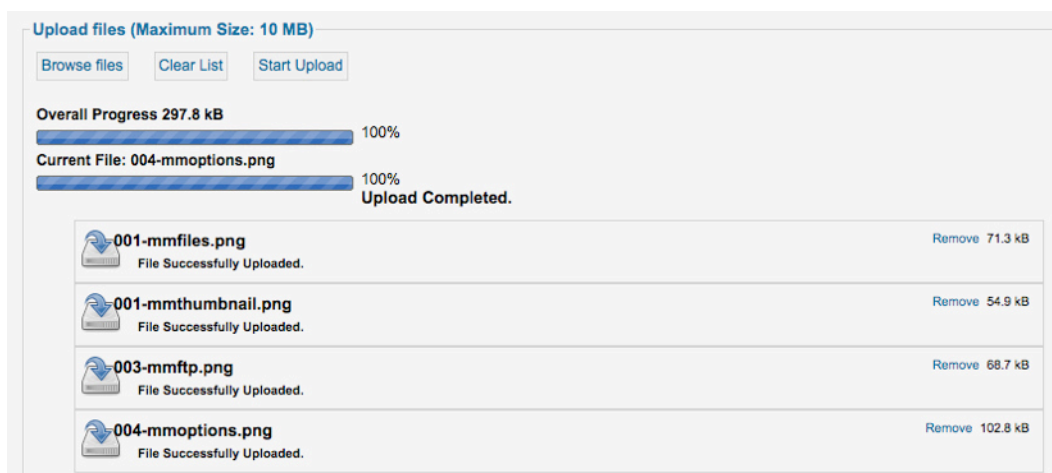 Upload files (Maximum Size: 10 MB)
Browse files Clear List Start Upload
Overall Progress 297.8 kB
100%
Current File: 004-mmoptions.png
100%
Upload Completed.
001-mmfiles.png Remove 71.3 kB
File Successfully Uploaded.
001-mmthumbnail.png Remove 54.9 kB
File Successfully Uploaded.
003-mmftp.png Remove 68.7 kB
File Successfully Uploaded.
004-mmoptions.png Remove 102.8 kB
File Successfully Uploaded.